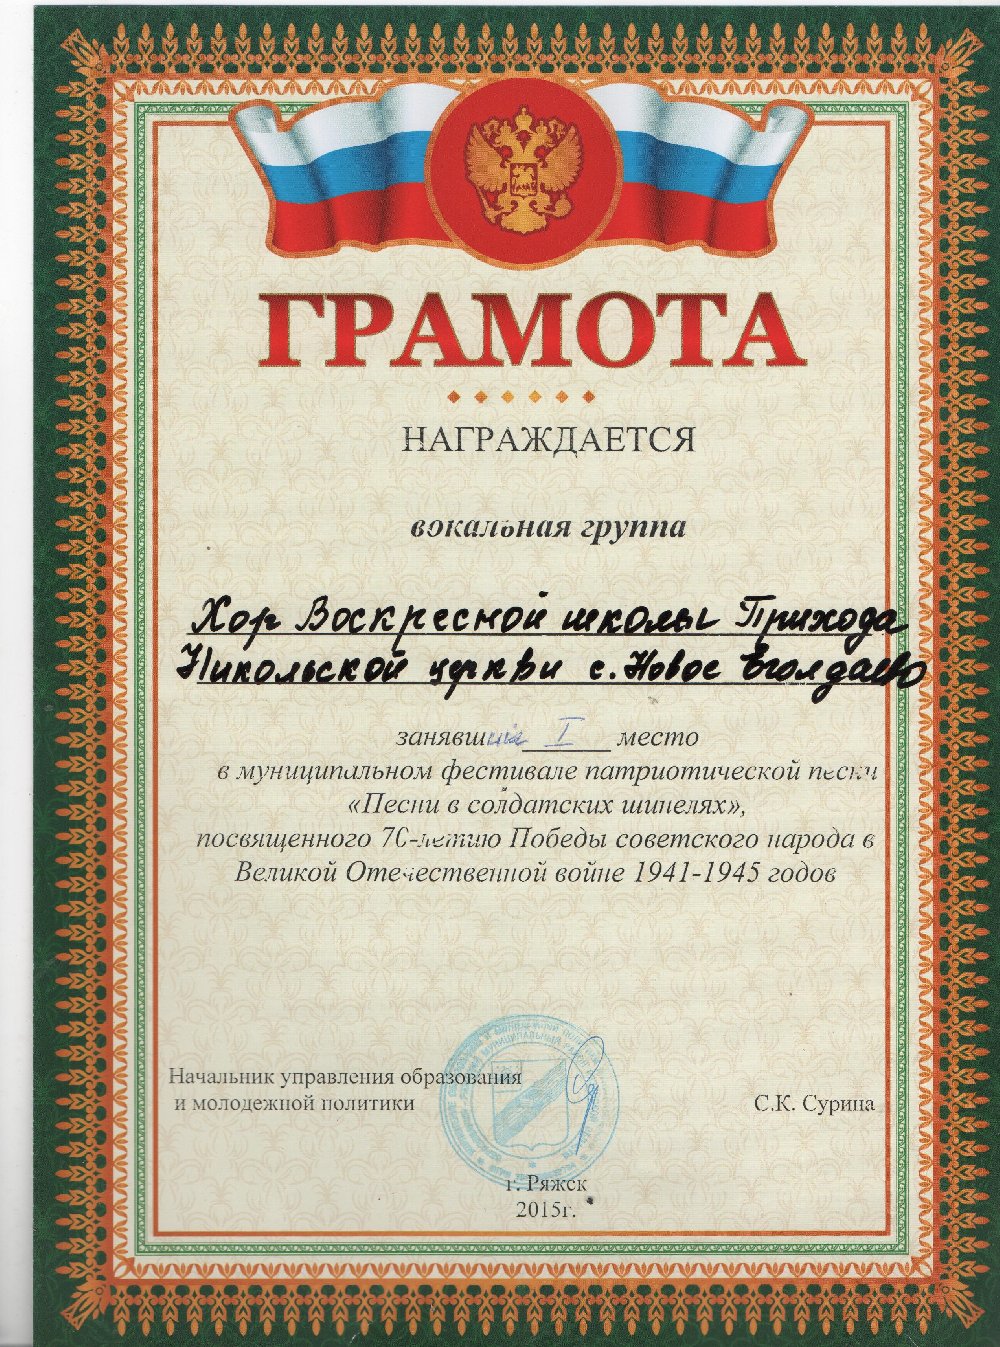 ГРАМОТА
НАГРАЖДАЕТСЯ
вокальная группа
Хор Воскресной школы Прихода
Никольской церкви с. Новое Еголдаево
занявший I место
в муниципальном фестивале патриотической песни
«Песни в солдатских шинелях»,
посвященного 70-летию Победы советского народа в
Великой Отечественной войне 1941-1945 годов
Начальник управления образования
и молодежной политики
С.К. Сурина
г. Ряжск
2015г.